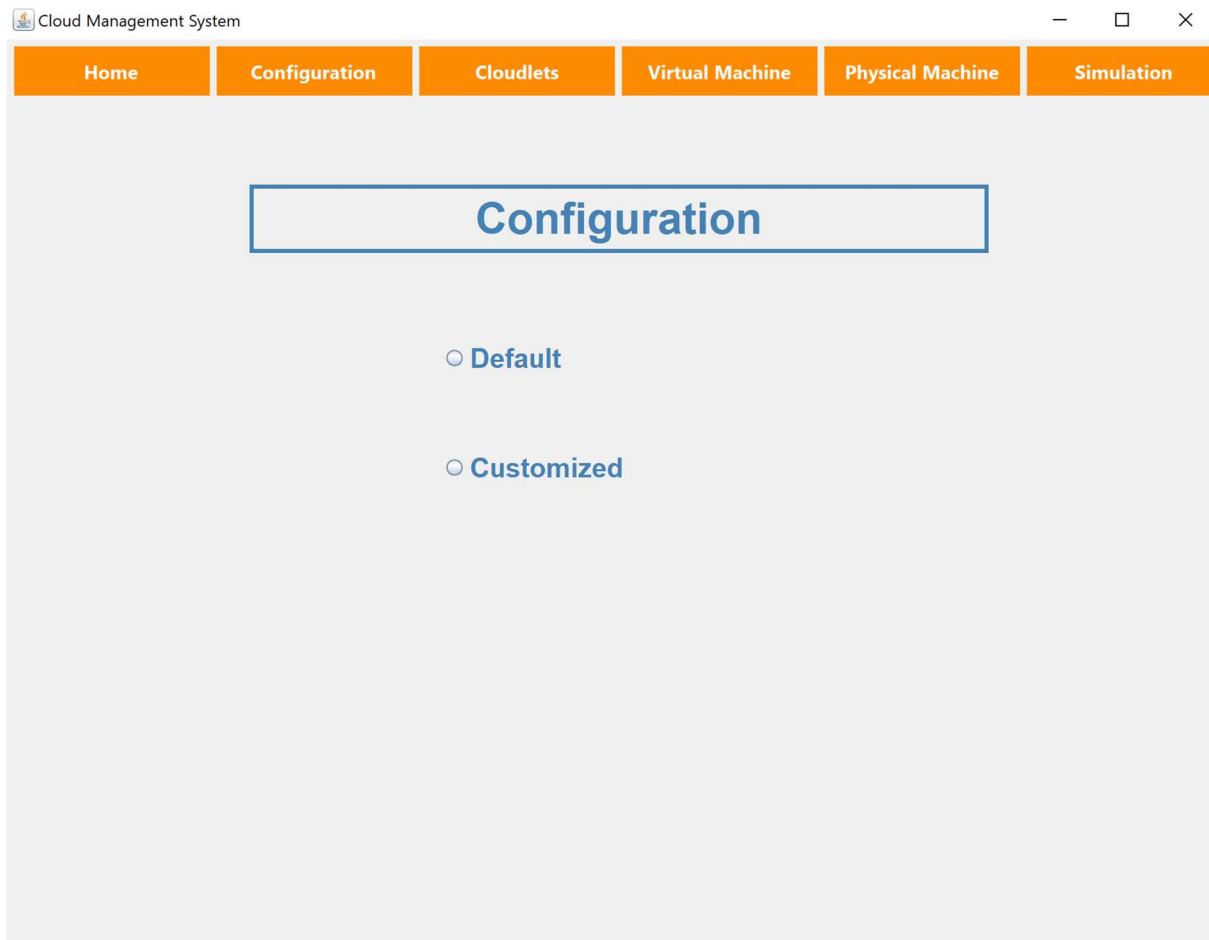 Cloud Management System
Home Configuration Cloudlets Virtual Machine Physical Machine Simulation
Configuration
Default
Customized